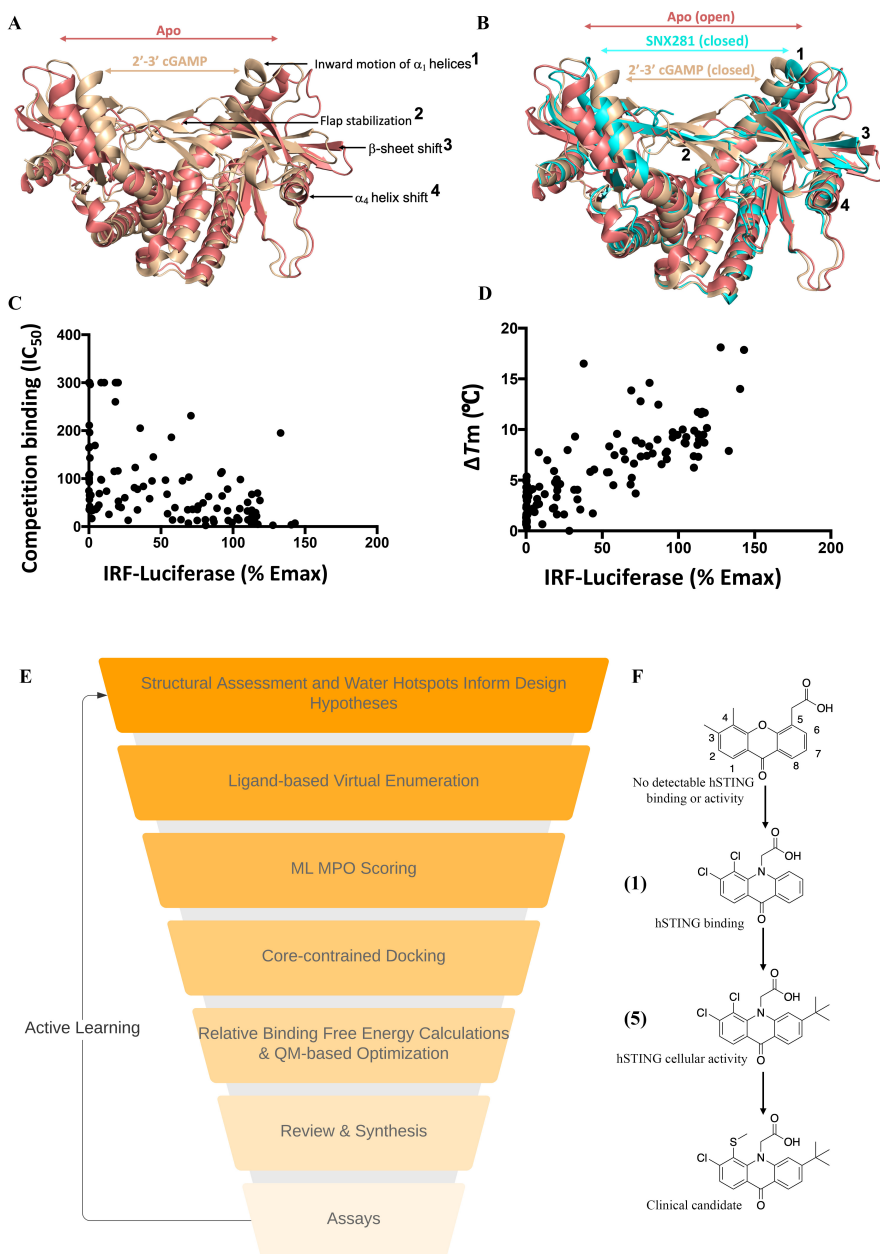 A
Apo
2’-3’ cGAMP
Inward motion of α1 helices 1
Flap stabilization 2
β-sheet shift 3
α4 helix shift 4
B
Apo (open)
SNX281 (closed)
2’-3’ cGAMP (closed)
1
2
3
4
C
Competition binding (IC50)
400
300
200
100
0
0 50 100 150 200
IRF-Luciferase (% Emax)
D
ΔTm (℃)
20
15
10
5
0
0 50 100 150 200
IRF-Luciferase (% Emax)
E
Structural Assessment and Water Hotspots Inform Design
Hypotheses
Ligand-based Virtual Enumeration
ML MPO Scoring
Core-contrained Docking
Relative Binding Free Energy Calculations
& QM-based Optimization
Review & Synthesis
Assays
Active Learning
F
O
OH
4 O 5
3 6
2 7
1 O 8
No detectable hSTING
binding or activity
O
Cl OH
Cl N
(1)
O
hSTING binding
O
Cl OH
Cl N
(5)
O
hSTING cellular activity
O
S OH
Cl N
O
Clinical candidate